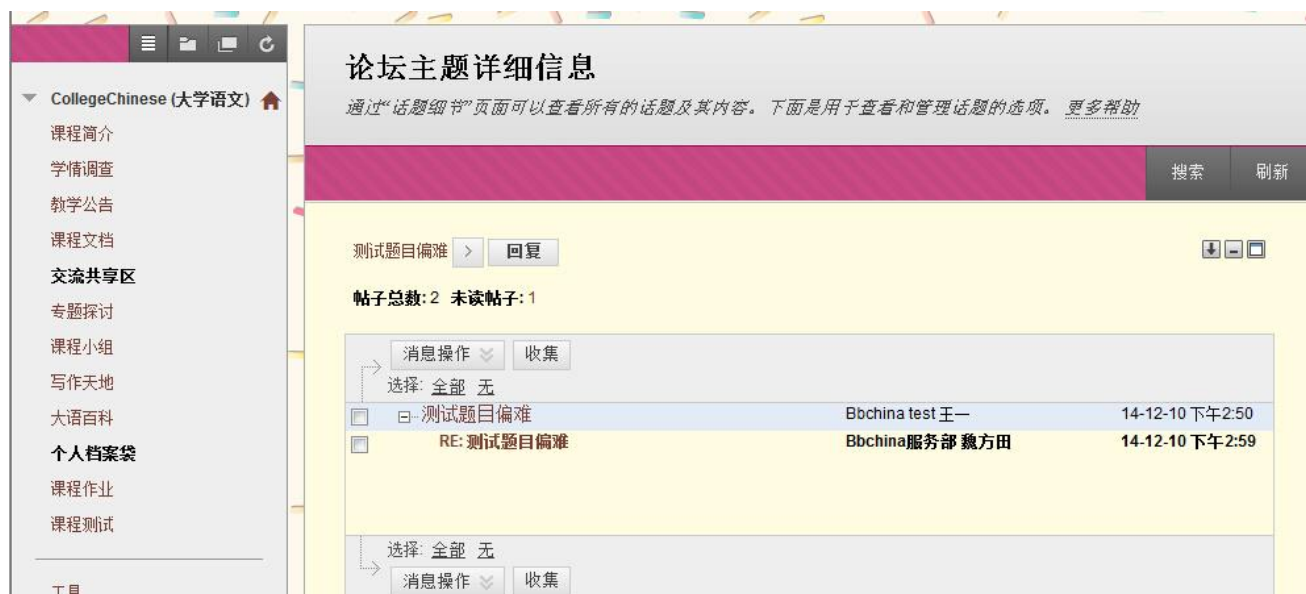 CollegeChinese (大学语文)
课程简介
学情调查
教学公告
课程文档
交流共享区
专题探讨
课程小组
写作天地
大语百科
个人档案袋
课程作业
课程测试
工具
论坛主题详细信息
通过“话题细节”页面可以查看所有的话题及其内容。下面是用于查看和管理话题的选项。 更多帮助
搜索 刷新
测试题目偏难 > 回复
帖子总数: 2 未读帖子: 1
消息操作 收集
选择: 全部 无
测试题目偏难 Bbchina test 王一 14-12-10 下午2:50
RE: 测试题目偏难 Bbchina服务部 魏方田 14-12-10 下午2:59
选择: 全部 无
消息操作 收集